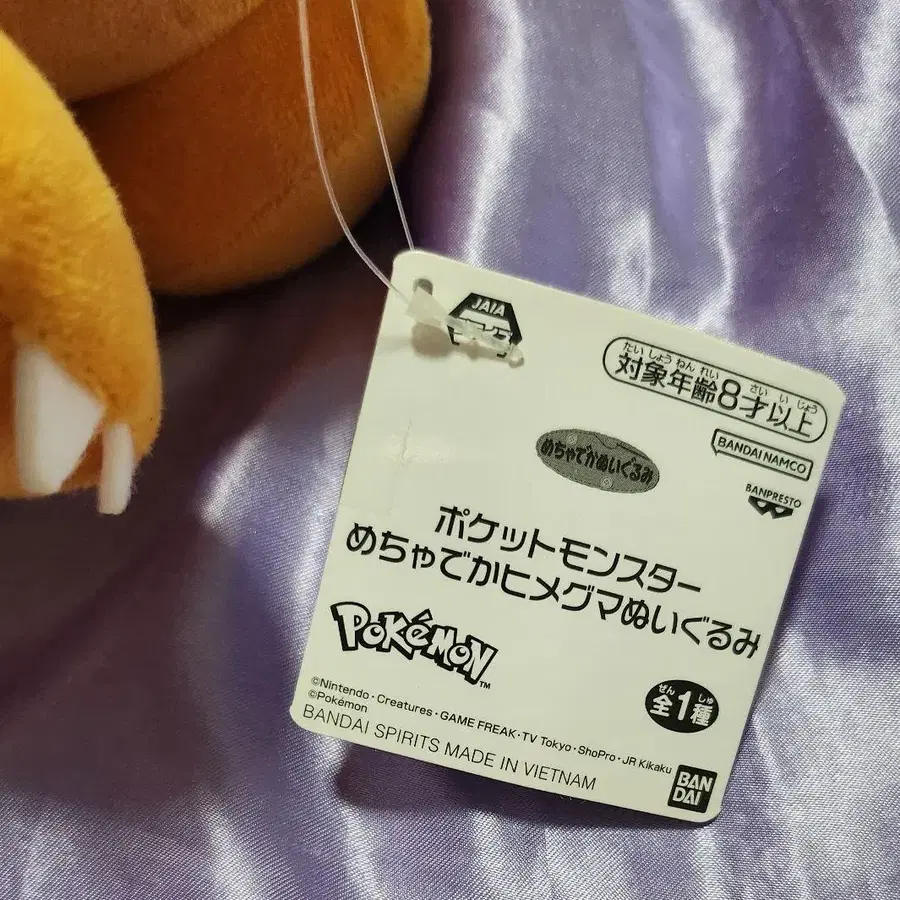 JAIA
たいしょうねんれい さいいじょう
対象年齢8才以上
めちゃでかぬいぐるみ
BANDAI NAMCO
BANPRESTO
ポケットモンスター
めちゃでかヒメグマぬいぐるみ
POKéMON™
ぜん しゅ
全1種
©Nintendo・Creatures・GAME FREAK・TV Tokyo・ShoPro・JR Kikaku
©Pokémon
BANDAI SPIRITS MADE IN VIETNAM
BAN
DAI